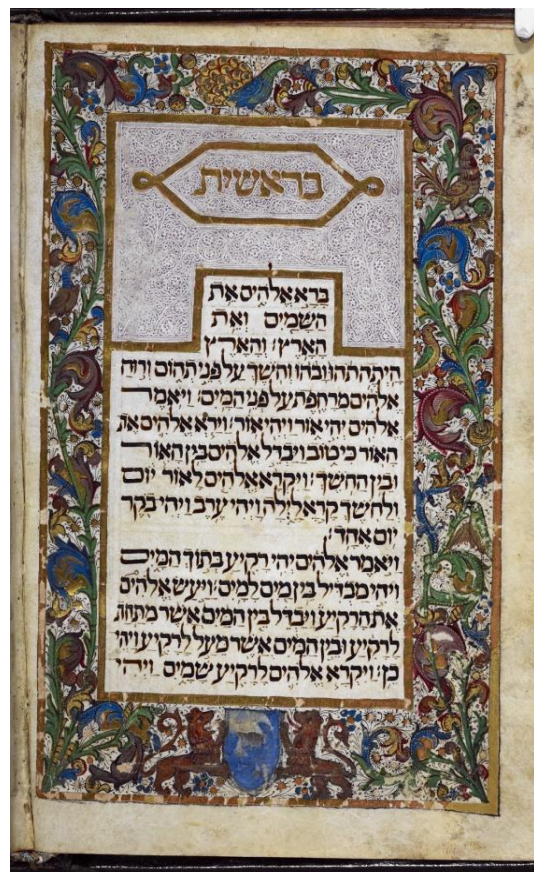 בראשית
ברא אלהים את
השמים ואת
הארץ׃ והארץ
היתה תהו ובהו וחשך על פני תהום ורוח
אלהים מרחפת על פני המים׃ ויאמר
אלהים יהי אור ויהי אור׃ וירא אלהים את
האור כי טוב ויבדל אלהים בין האור
ובין החשך׃ ויקרא אלהים לאור יום
ולחשך קרא לילה ויהי ערב ויהי בקר
יום אחד׃
ויאמר אלהים יהי רקיע בתוך המים
ויהי מבדיל בין מים למים׃ ויעש אלהים
את הרקיע ויבדל בין המים אשר מתחת
לרקיע ובין המים אשר מעל לרקיע ויהי
כן׃ ויקרא אלהים לרקיע שמים ויהי